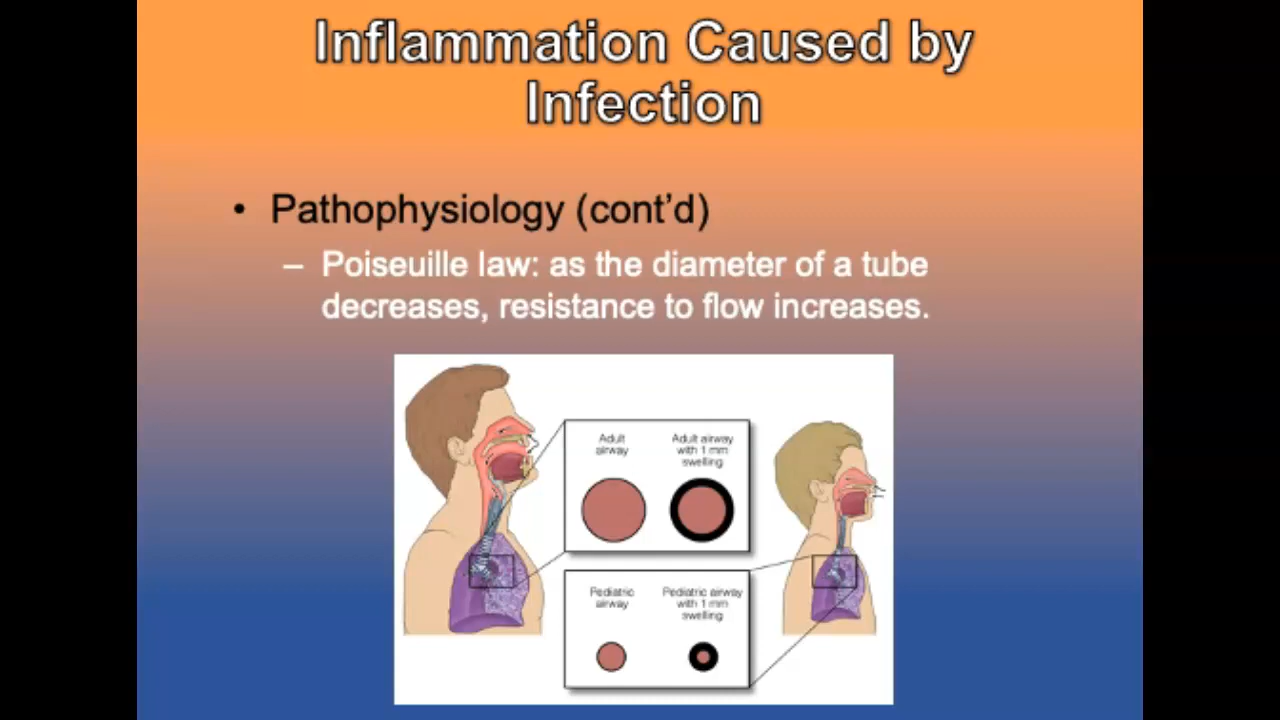 Inflammation Caused by
Infection
• Pathophysiology (cont’d)
– Poiseuille law: as the diameter of a tube
decreases, resistance to flow increases.
Adult
airway
Adult airway
with 1 mm
swelling
Pediatric
airway
Pediatric airway
with 1 mm
swelling